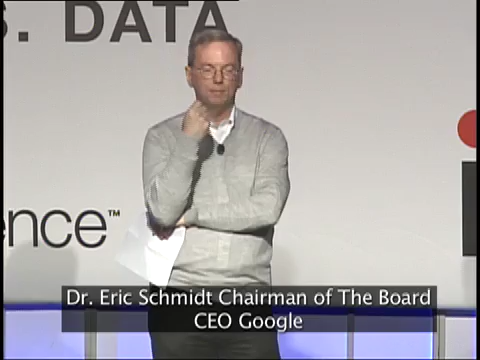 S. DATA
ence™
Dr. Eric Schmidt Chairman of The Board
CEO Google